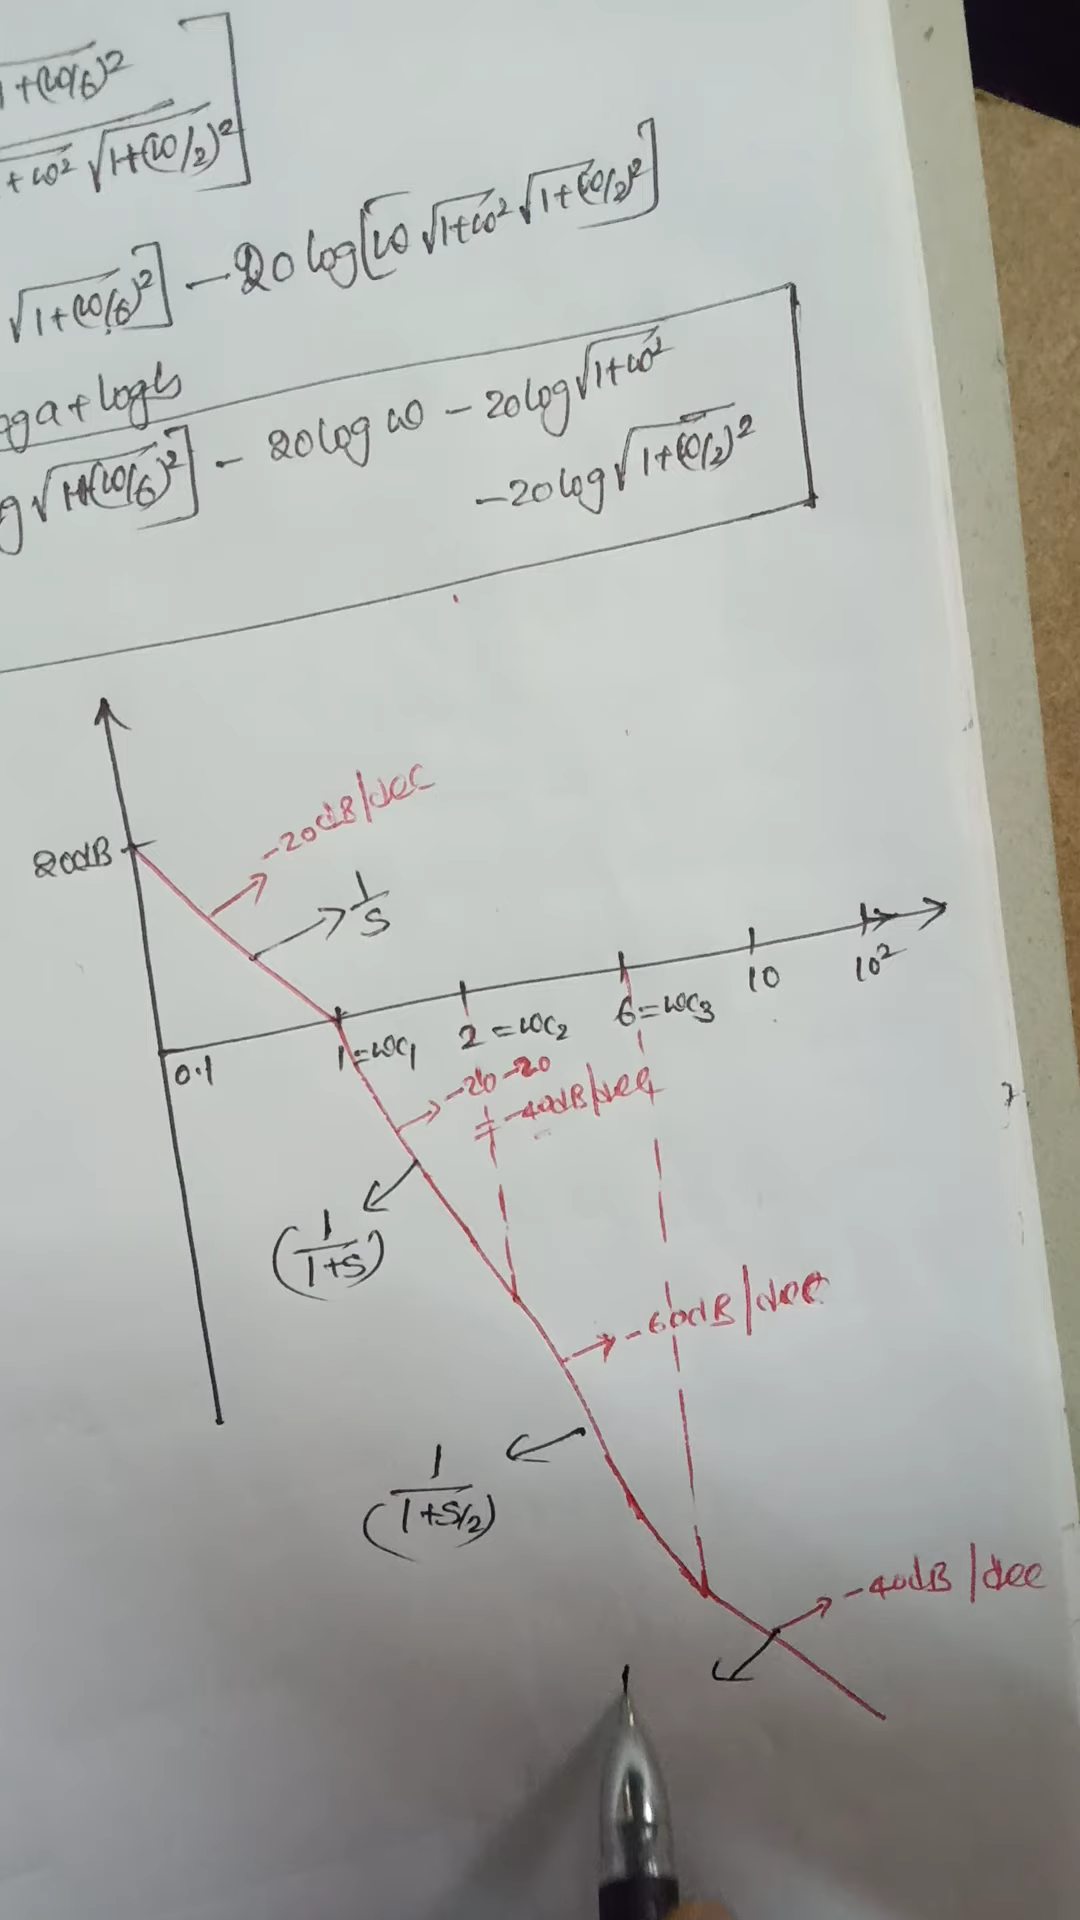 1+(ω/6)²]
+ω² √1+(ω/2)²]
√1+(ω/6)²] - 20 log[ω √1+ω² √1+(ω/2)²]
log a + log b
g √1+(ω/6)²] - 20 log ω - 20 log √1+ω²
-20 log √1+(ω/2)²
-20dB/dec
20dB
1/s
0.1 1=ωc₁ 2=ωc₂ 6=ωc₃ 10 10²
-20-20
= -40dB/dec
(1/1+s)
-60dB/dec
(1/1+s/2)
-40dB/dec